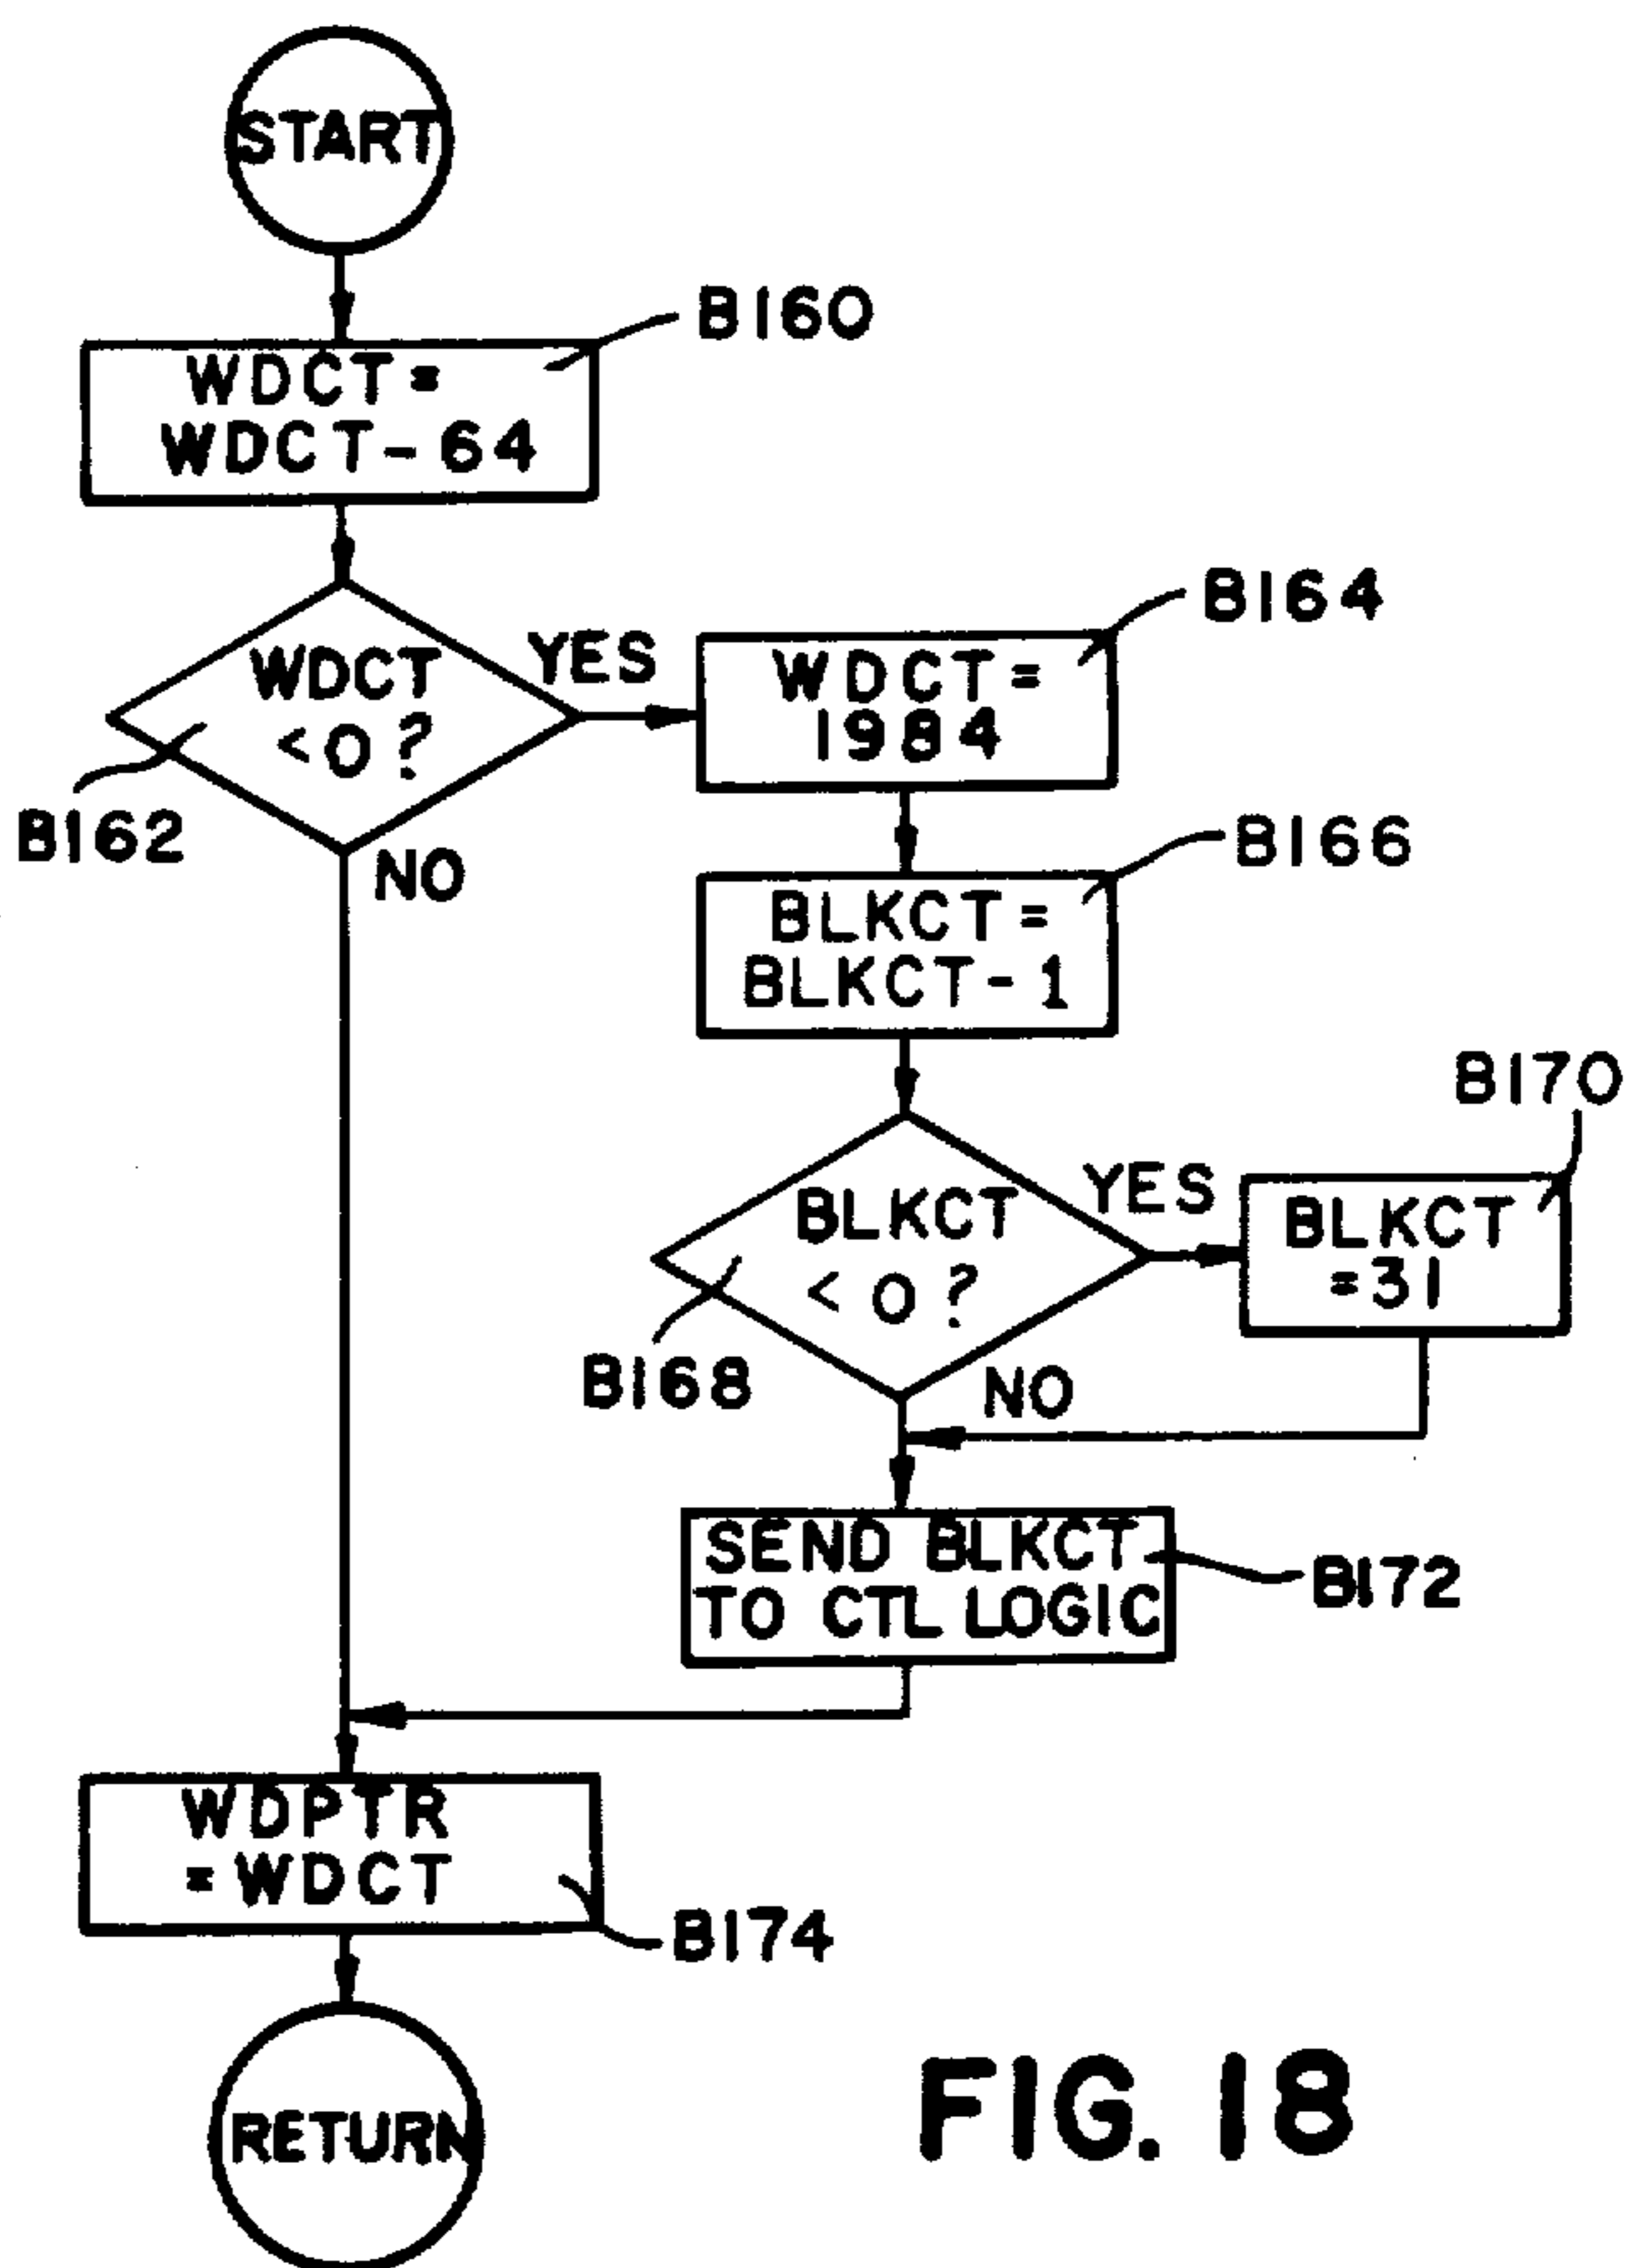 START
B160
WDCT=
WDCT-64
B164
WDCT
<0?
YES
WDCT=
1984
B162
NO
B166
BLKCT=
BLKCT-1
B170
BLKCT
<0?
YES
BLKCT
=31
B168
NO
SEND BLKCT
TO CTL LOGIC
B172
WDPTR
=WDCT
B174
RETURN
FIG. 18